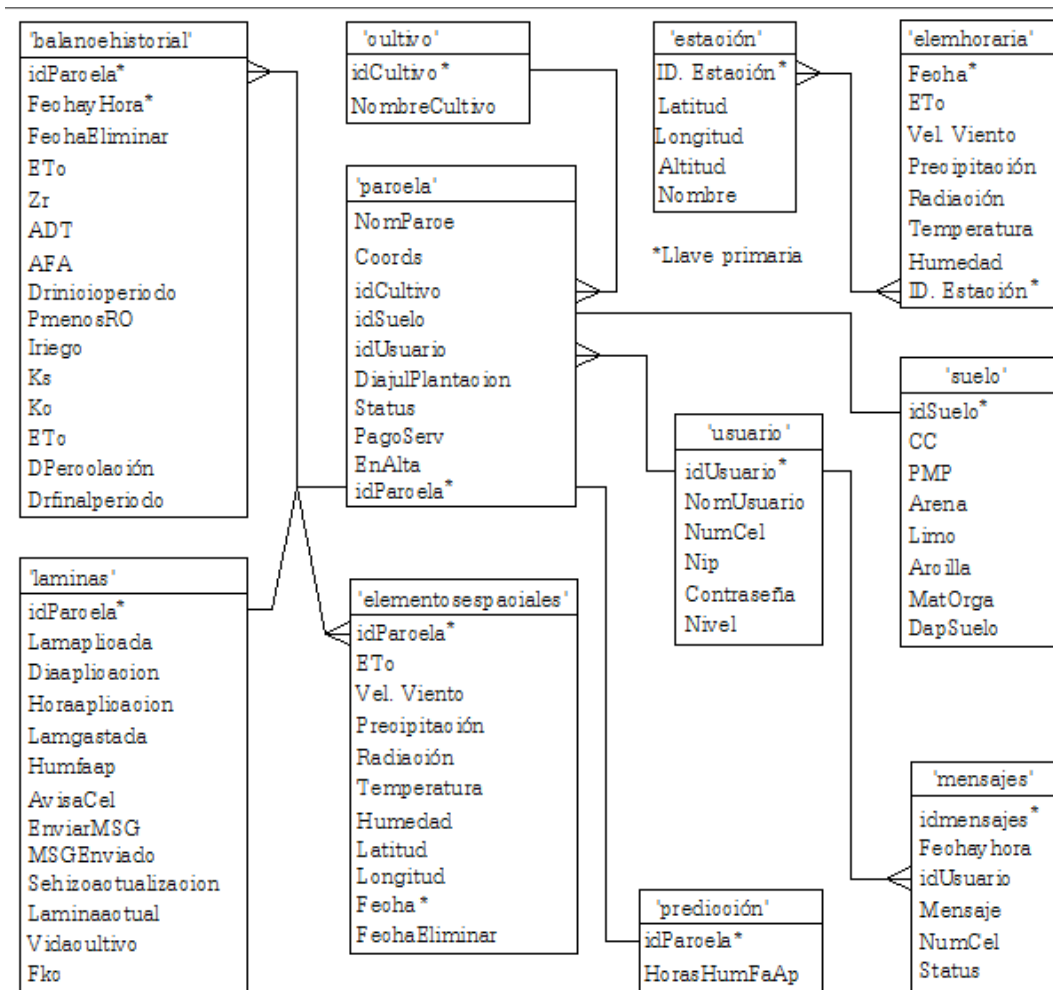 'balancehistorial'
idParcela*
FechayHora*
FechaEliminar
ETo
Zr
ADT
AFA
Drinicioperiodo
PmenosRO
Iriego
Ks
Kc
ETc
DPercolación
Drfinalperiodo
'cultivo'
idCultivo*
NombreCultivo
'estación'
ID. Estación*
Latitud
Longitud
Altitud
Nombre
*Llave primaria
'elemhoraria'
Fecha*
ETo
Vel. Viento
Precipitación
Radiación
Temperatura
Humedad
ID. Estación*
'parcela'
NomParce
Coords
idCultivo
idSuelo
idUsuario
DiajulPlantacion
Status
PagoServ
EnAlta
idParcela*
'suelo'
idSuelo*
CC
PMP
Arena
Limo
Arcilla
MatOrga
DapSuelo
'usuario'
idUsuario*
NomUsuario
NumCel
Nip
Contraseña
Nivel
'laminas'
idParcela*
Lamaplicada
Diaaplicacion
Horaaplicacion
Lamgastada
Humfaap
AvisaCel
EnviarMSG
MSGEnviado
Sehizoactualizacion
Laminaactual
Vidacultivo
Fkc
'elementosespaciales'
idParcela*
ETo
Vel. Viento
Precipitación
Radiación
Temperatura
Humedad
Latitud
Longitud
Fecha*
FechaEliminar
'predicción'
idParcela*
HorasHumFaAp
'mensajes'
idmensajes*
Fechayhora
idUsuario
Mensaje
NumCel
Status